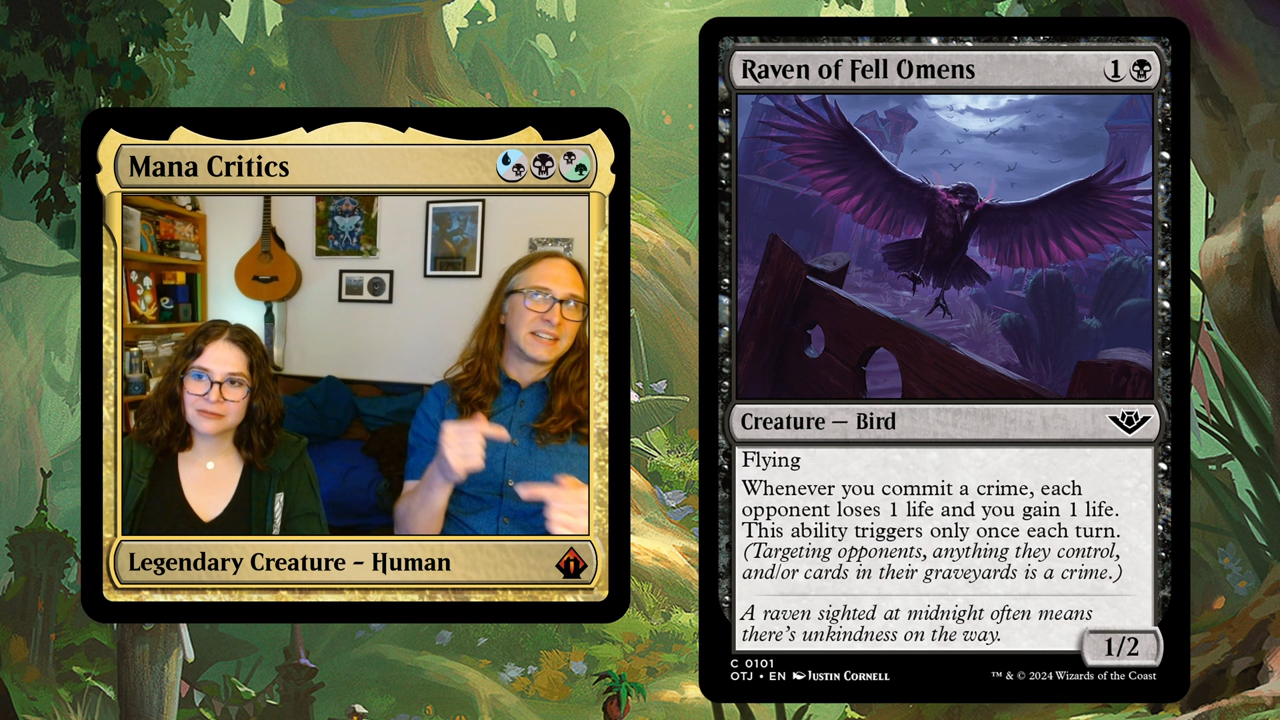 Mana Critics
Legendary Creature – Human
Raven of Fell Omens
1
Creature — Bird
Flying
Whenever you commit a crime, each
opponent loses 1 life and you gain 1 life.
This ability triggers only once each turn.
(Targeting opponents, anything they control,
and/or cards in their graveyards is a crime.)
A raven sighted at midnight often means
there's unkindness on the way.
1/2
C 0101
OTJ • EN Justin Cornell
™ & © 2024 Wizards of the Coast